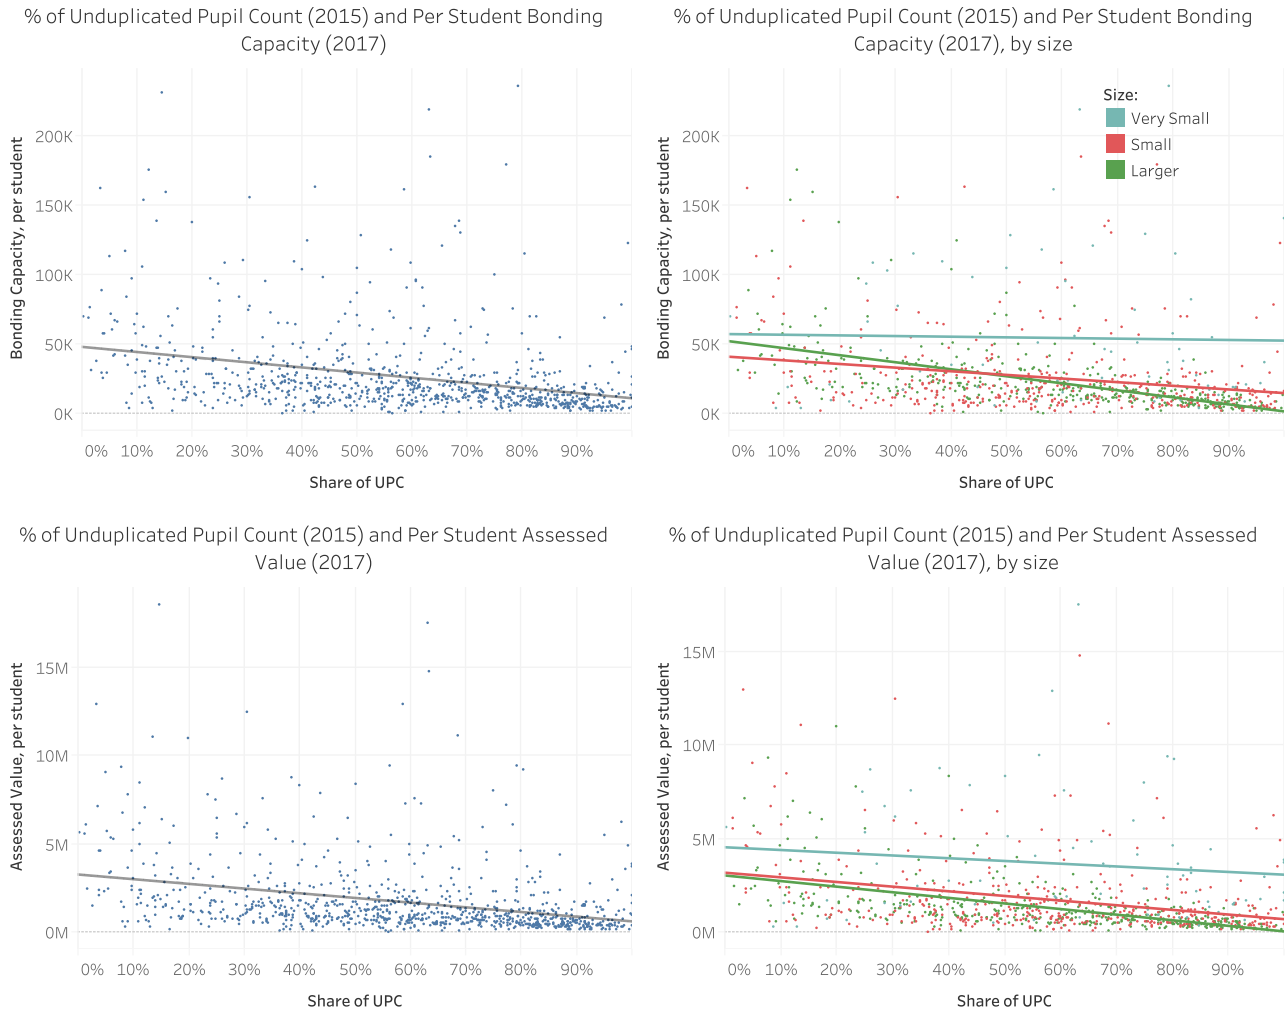 % of Unduplicated Pupil Count (2015) and Per Student Bonding
Capacity (2017)
200K
150K
100K
50K
0K
Bonding Capacity, per student
0% 10% 20% 30% 40% 50% 60% 70% 80% 90%
Share of UPC
% of Unduplicated Pupil Count (2015) and Per Student Bonding
Capacity (2017), by size
Size:
Very Small
Small
Larger
200K
150K
100K
50K
0K
Bonding Capacity, per student
0% 10% 20% 30% 40% 50% 60% 70% 80% 90%
Share of UPC
% of Unduplicated Pupil Count (2015) and Per Student Assessed
Value (2017)
15M
10M
5M
0M
Assessed Value, per student
0% 10% 20% 30% 40% 50% 60% 70% 80% 90%
Share of UPC
% of Unduplicated Pupil Count (2015) and Per Student Assessed
Value (2017), by size
15M
10M
5M
0M
Assessed Value, per student
0% 10% 20% 30% 40% 50% 60% 70% 80% 90%
Share of UPC